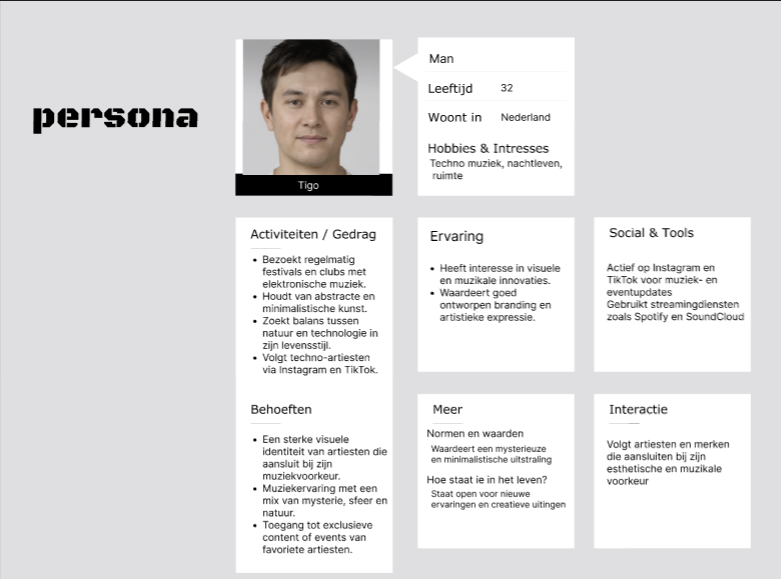 persona
Tigo
Man
Leeftijd 32
Woont in Nederland
Hobbies & Intresses
Techno muziek, nachtleven,
ruimte
Activiteiten / Gedrag
• Bezoekt regelmatig
festivals en clubs met
elektronische muziek.
• Houdt van abstracte en
minimalistische kunst.
• Zoekt balans tussen
natuur en technologie in
zijn levensstijl.
• Volgt techno-artiesten
via Instagram en TikTok.
Behoeften
• Een sterke visuele
identiteit van artiesten die
aansluit bij zijn
muziekvoorkeur.
• Muziekervaring met een
mix van mysterie, sfeer en
natuur.
• Toegang tot exclusieve
content of events van
favoriete artiesten.
Ervaring
• Heeft interesse in visuele
en muzikale innovaties.
• Waardeert goed
ontworpen branding en
artistieke expressie.
Social & Tools
Actief op Instagram en
TikTok voor muziek- en
eventupdates
Gebruikt streamingdiensten
zoals Spotify en SoundCloud
Meer
Normen en waarden
Waardeert een mysterieuze
en minimalistische uitstraling
Hoe staat ie in het leven?
Staat open voor nieuwe
ervaringen en creatieve uitingen
Interactie
Volgt artiesten en merken
die aansluiten bij zijn
esthetische en muzikale
voorkeur